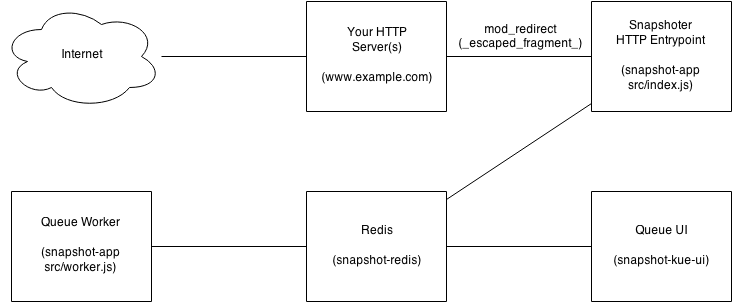 Internet
Your HTTP
Server(s)
(www.example.com)
mod_redirect
(_escaped_fragment_)
Snapshoter
HTTP Entrypoint
(snapshot-app
src/index.js)
Queue Worker
(snapshot-app
src/worker.js)
Redis
(snapshot-redis)
Queue UI
(snapshot-kue-ui)